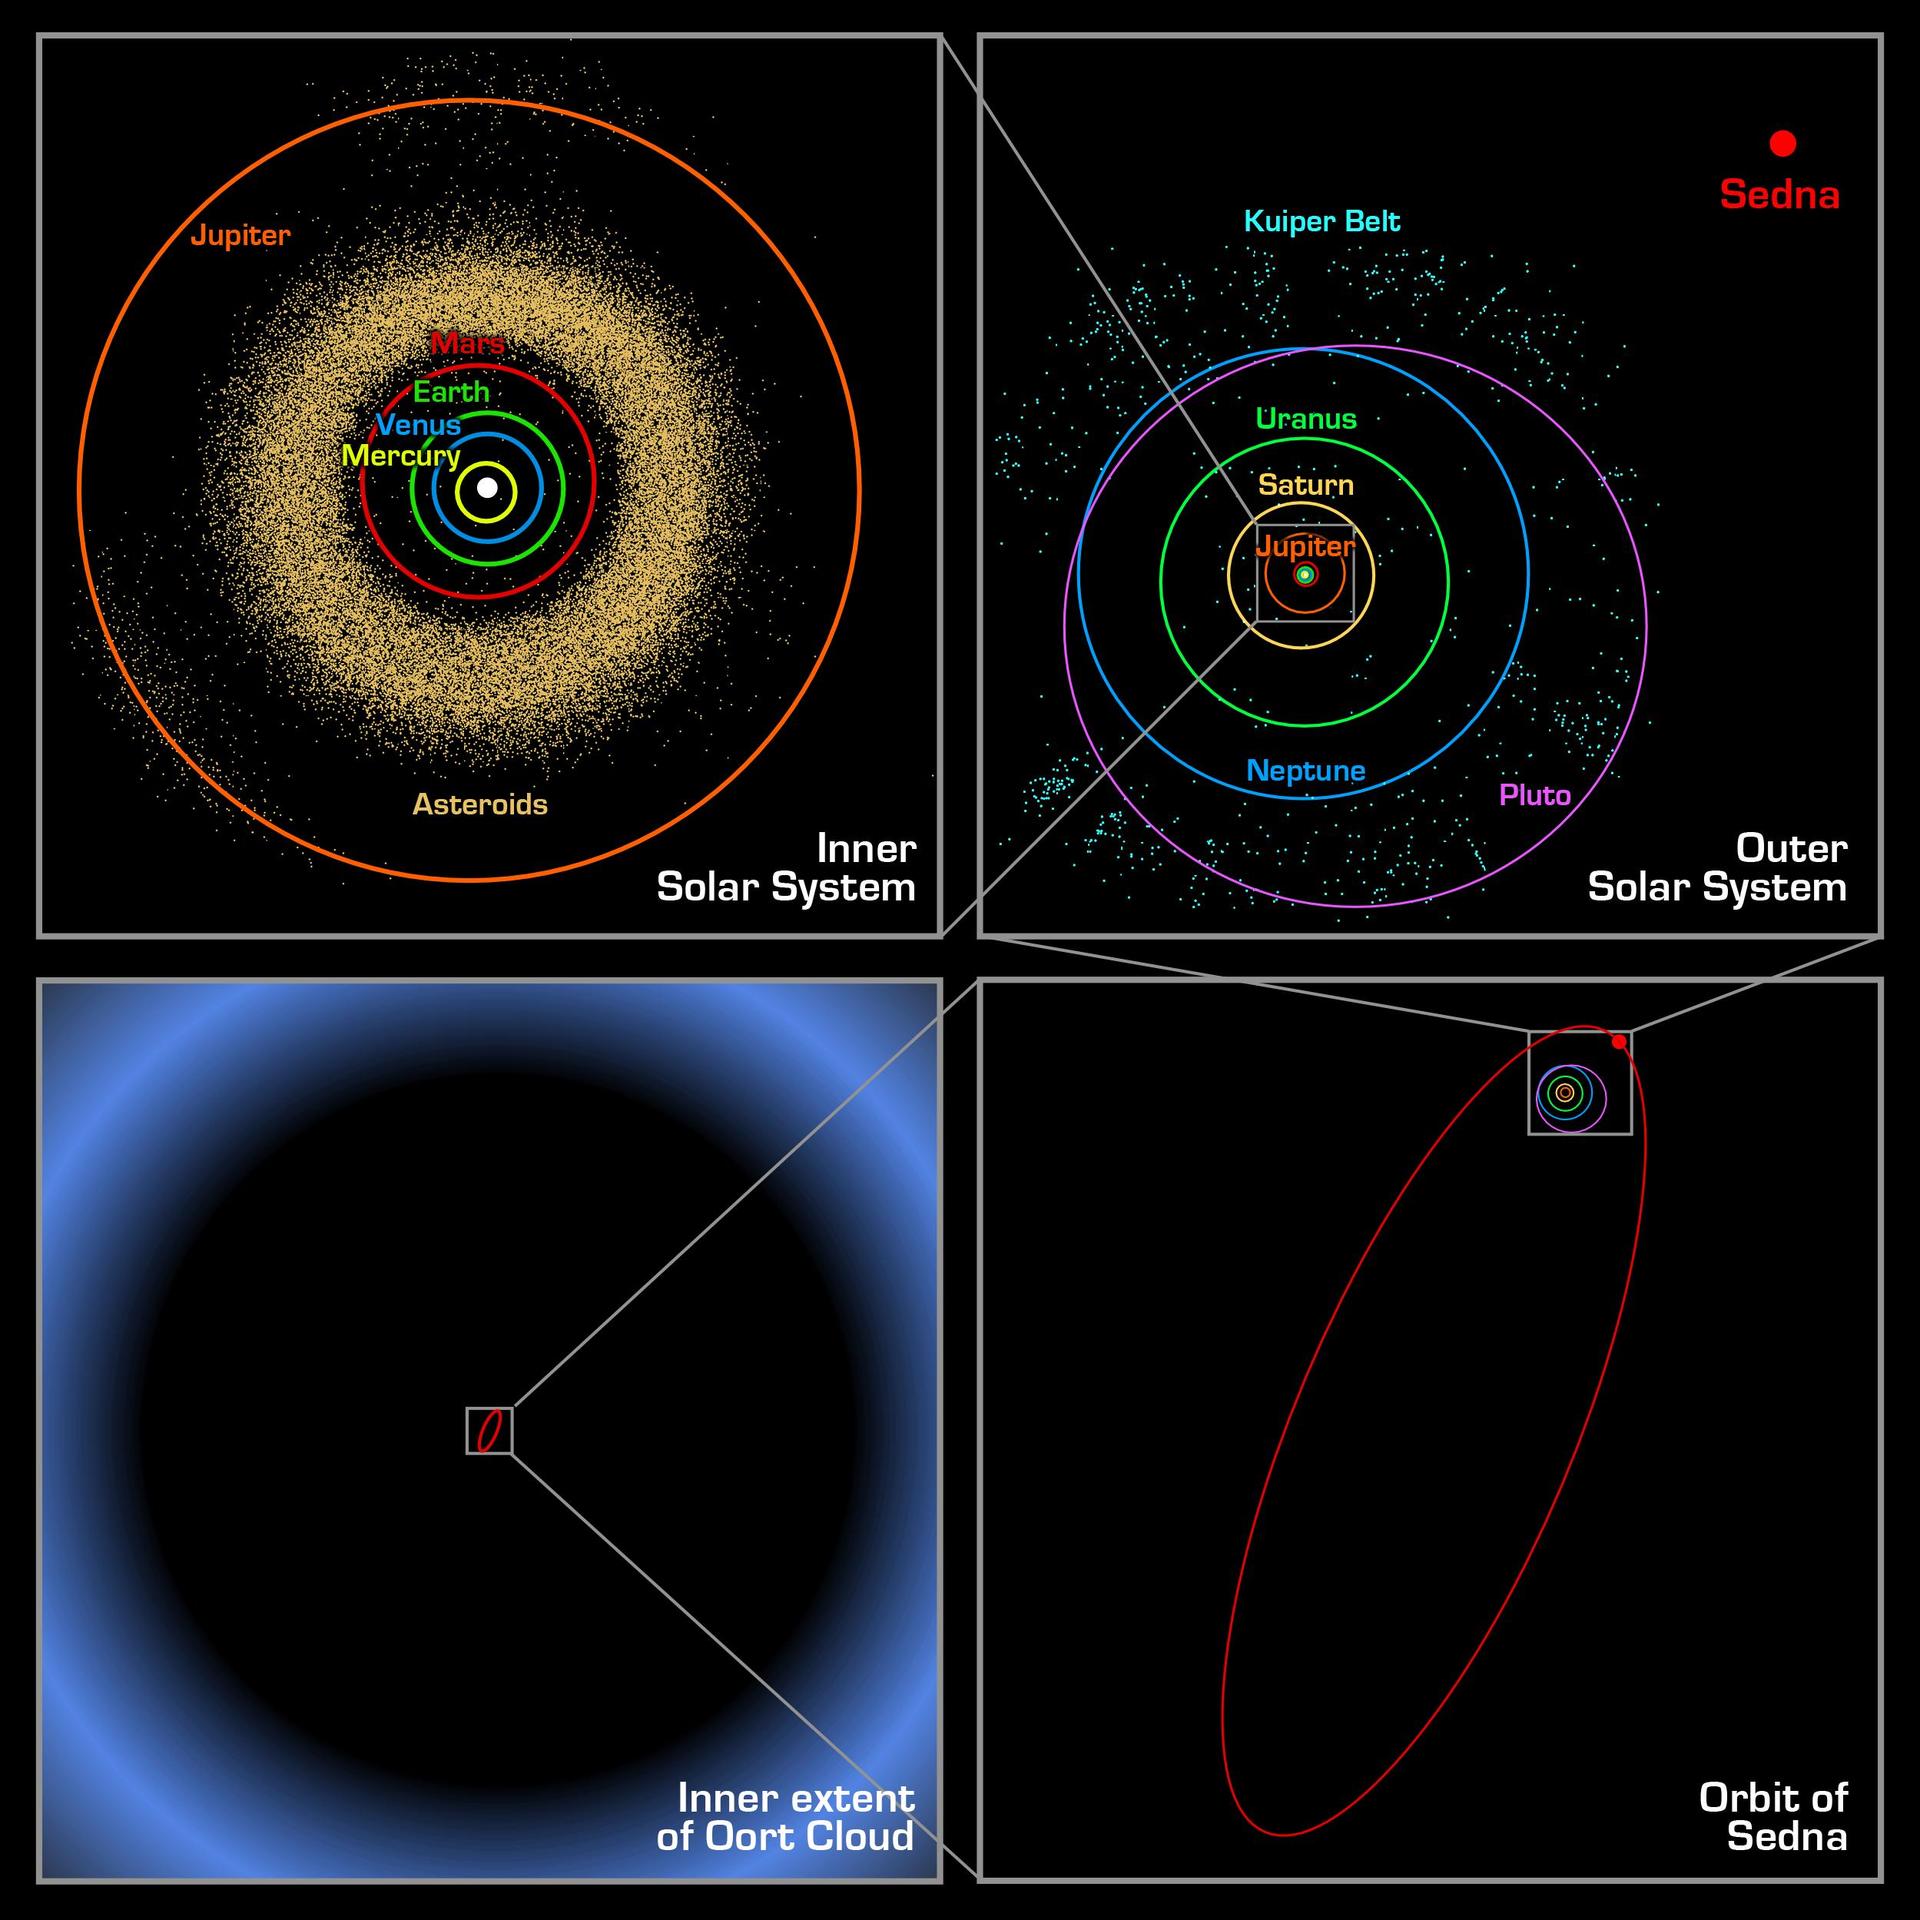 Jupiter
Mars
Earth
Venus
Mercury
Asteroids
Inner
Solar System
Sedna
Kuiper Belt
Uranus
Saturn
Jupiter
Neptune
Pluto
Outer
Solar System
Inner extent
of Oort Cloud
Orbit of
Sedna